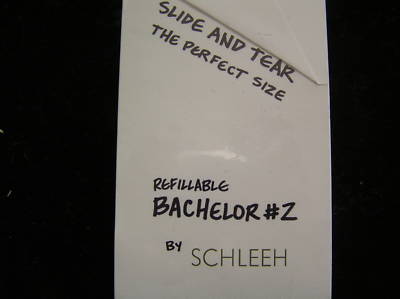 SLIDE AND TEAR
THE PERFECT SIZE
REFILLABLE
BACHELOR #2
BY SCHLEEH